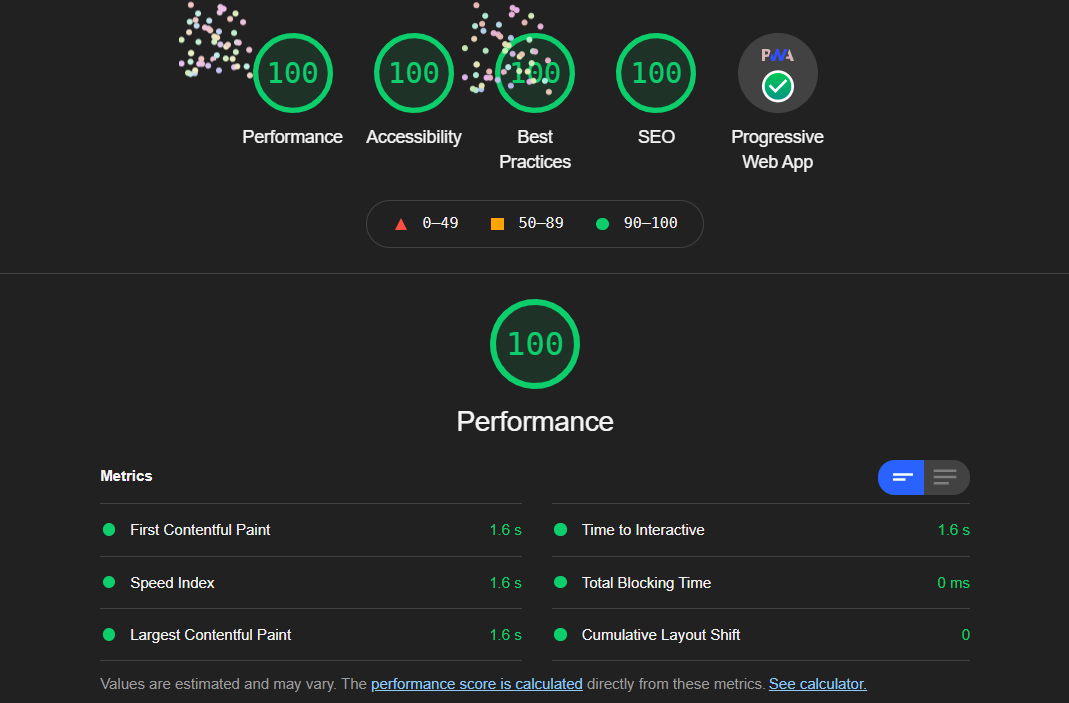 100 100 100 100 PWA
Performance Accessibility Best Practices SEO Progressive Web App
0–49 50–89 90–100
100
Performance
Metrics
First Contentful Paint 1.6 s Time to Interactive 1.6 s
Speed Index 1.6 s Total Blocking Time 0 ms
Largest Contentful Paint 1.6 s Cumulative Layout Shift 0
Values are estimated and may vary. The performance score is calculated directly from these metrics. See calculator.